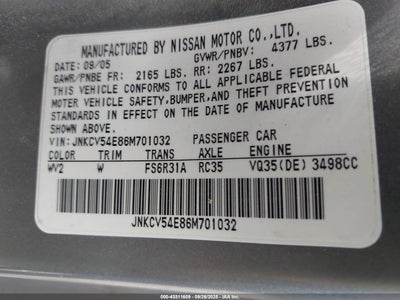 MANUFACTURED BY NISSAN MOTOR CO.,LTD.
DATE: 09/05 GVWR/PNBV: 4377 LBS.
GAWR/PNBE FR: 2165 LBS. RR: 2267 LBS.
THIS VEHICLE CONFORMS TO ALL APPLICABLE FEDERAL
MOTOR VEHICLE SAFETY,BUMPER,AND THEFT PREVENTION
STANDARDS IN EFFECT ON THE DATE OF MANUFACTURE
SHOWN ABOVE.
VIN: JNKCV54E86M701032 PASSENGER CAR
COLOR TRIM TRANS AXLE ENGINE
WV2 W FS6R31A RC35 VQ35(DE) 3498CC
JNKCV54E86M701032